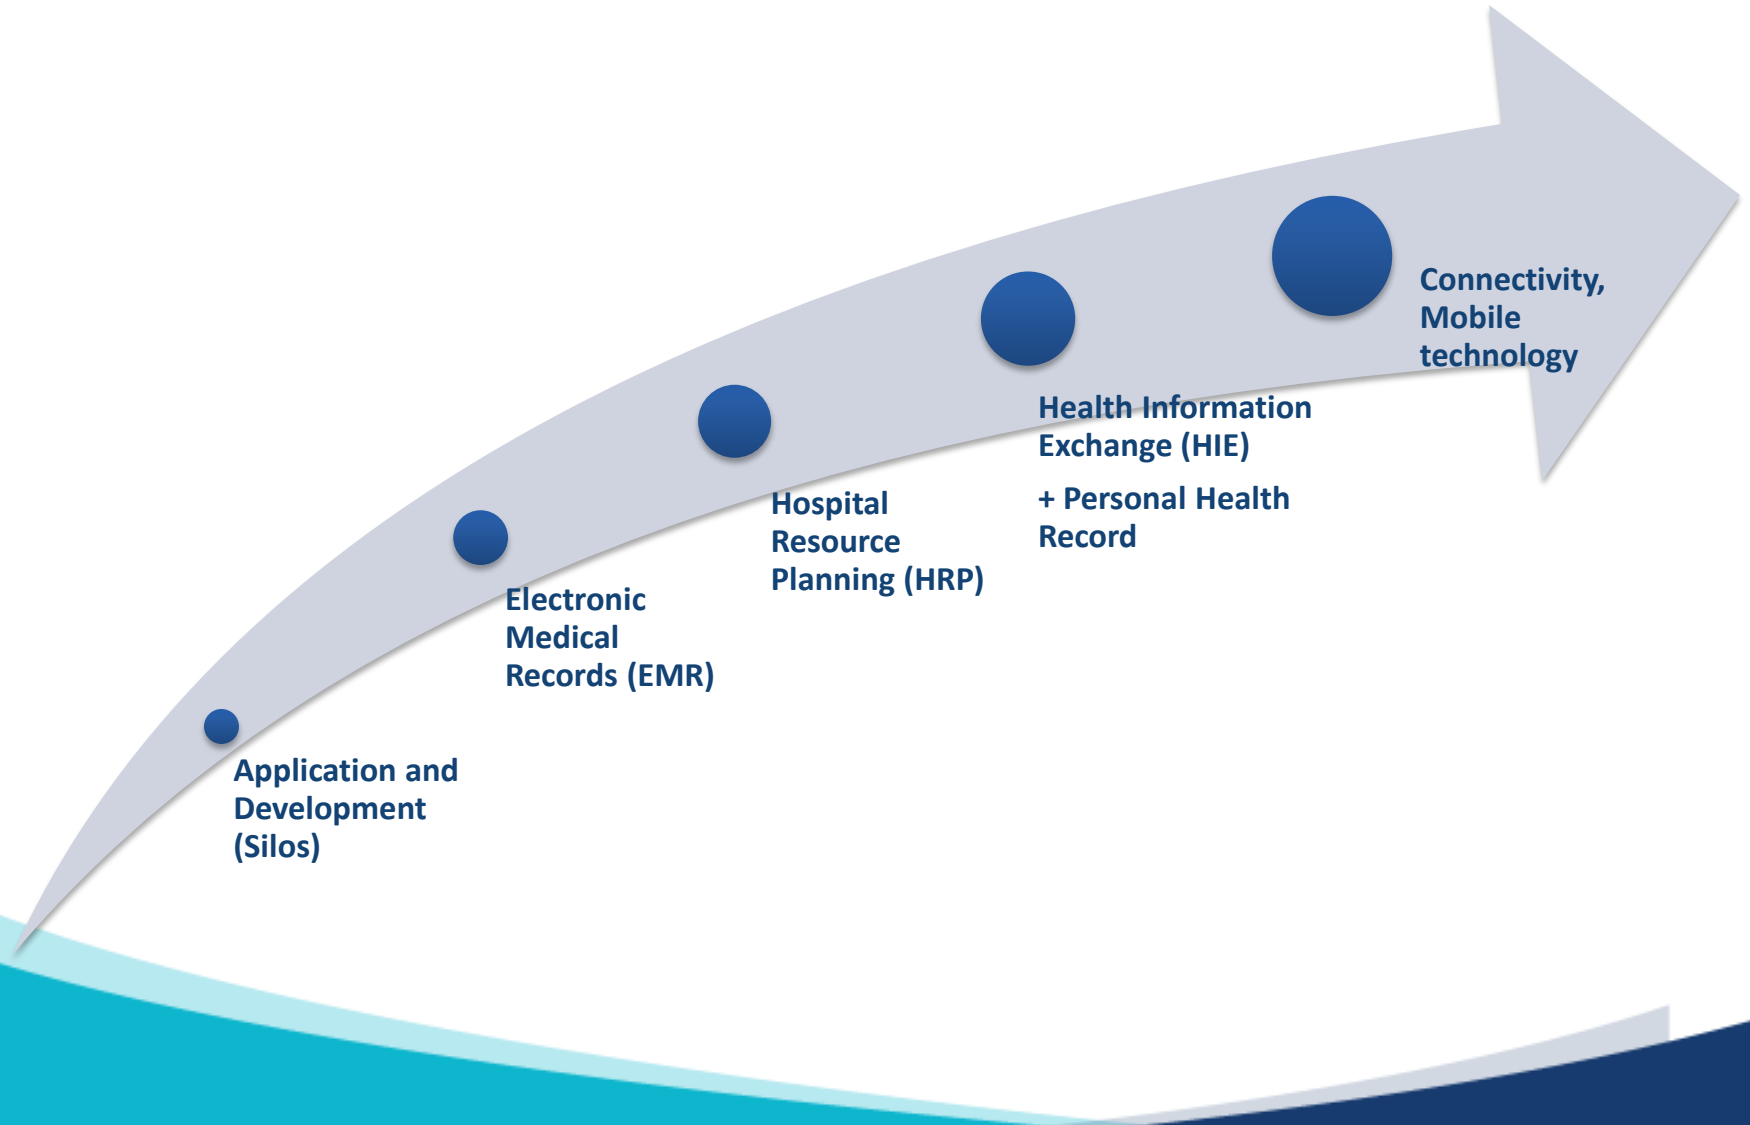 Application and
Development
(Silos)
Electronic
Medical
Records (EMR)
Hospital
Resource
Planning (HRP)
Health Information
Exchange (HIE)
+ Personal Health
Record
Connectivity,
Mobile
technology